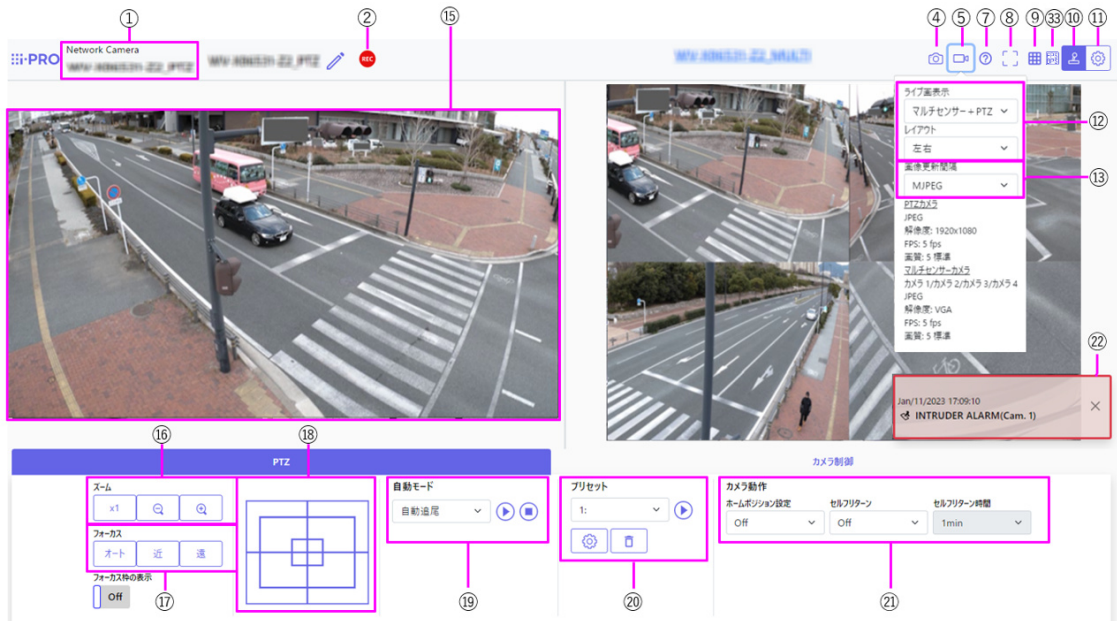 ① ② ⑮ ④ ⑤ ⑦ ⑧ ⑨ ㉝ ⑩ ⑪
i-PRO
Network Camera
REC
ライブ画表示
マルチセンサー+PTZ
⑫
レイアウト
左右
画像更新間隔
MJPEG
⑬
PTZカメラ
JPEG
解像度: 1920x1080
FPS: 5 fps
画質: 5 標準
マルチセンサーカメラ
カメラ 1/カメラ 2/カメラ 3/カメラ 4
JPEG
解像度: VGA
FPS: 5 fps
画質: 5 標準
㉒
Jan/11/2023 17:09:10
INTRUDER ALARM(Cam. 1)
⑯ ⑱
PTZ
カメラ制御
ズーム
x1
フォーカス
オート 近 遠
フォーカス枠の表示
Off
⑰
自動モード
自動追尾
⑲
プリセット
1:
⑳
カメラ動作
ホームポジション設定 セルフリターン セルフリターン時間
Off Off 1min
㉑